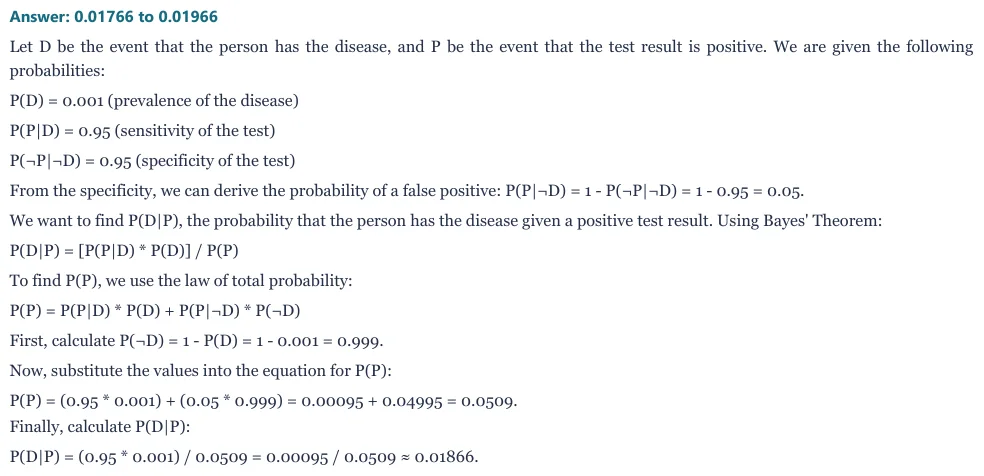 Answer: 0.01766 to 0.01966
Let D be the event that the person has the disease, and P be the event that the test result is positive. We are given the following
probabilities:
P(D) = 0.001 (prevalence of the disease)
P(P|D) = 0.95 (sensitivity of the test)
P(¬P|¬D) = 0.95 (specificity of the test)
From the specificity, we can derive the probability of a false positive: P(P|¬D) = 1 - P(¬P|¬D) = 1 - 0.95 = 0.05.
We want to find P(D|P), the probability that the person has the disease given a positive test result. Using Bayes' Theorem:
P(D|P) = [P(P|D) * P(D)] / P(P)
To find P(P), we use the law of total probability:
P(P) = P(P|D) * P(D) + P(P|¬D) * P(¬D)
First, calculate P(¬D) = 1 - P(D) = 1 - 0.001 = 0.999.
Now, substitute the values into the equation for P(P):
P(P) = (0.95 * 0.001) + (0.05 * 0.999) = 0.00095 + 0.04995 = 0.0509.
Finally, calculate P(D|P):
P(D|P) = (0.95 * 0.001) / 0.0509 = 0.00095 / 0.0509 ≈ 0.01866.